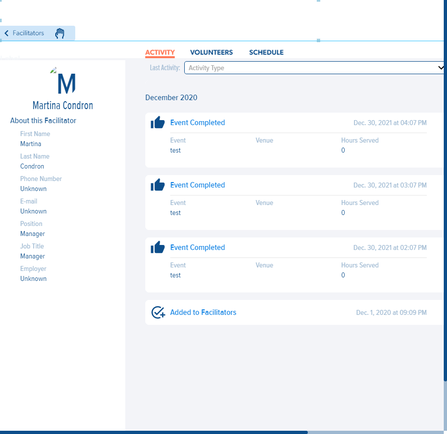 Facilitators
ACTIVITY VOLUNTEERS SCHEDULE
Last Activity: Activity Type
M
Martina Condron
About this Facilitator
First Name
Martina
Last Name
Condron
Phone Number
Unknown
E-mail
Unknown
Position
Manager
Job Title
Manager
Employer
Unknown
December 2020
Event Completed Dec. 30, 2021 at 04:07 PM
Event Venue Hours Served
test 0
Event Completed Dec. 30, 2021 at 03:07 PM
Event Venue Hours Served
test 0
Event Completed Dec. 30, 2021 at 02:07 PM
Event Venue Hours Served
test 0
Added to Facilitators Dec. 1, 2020 at 09:09 PM